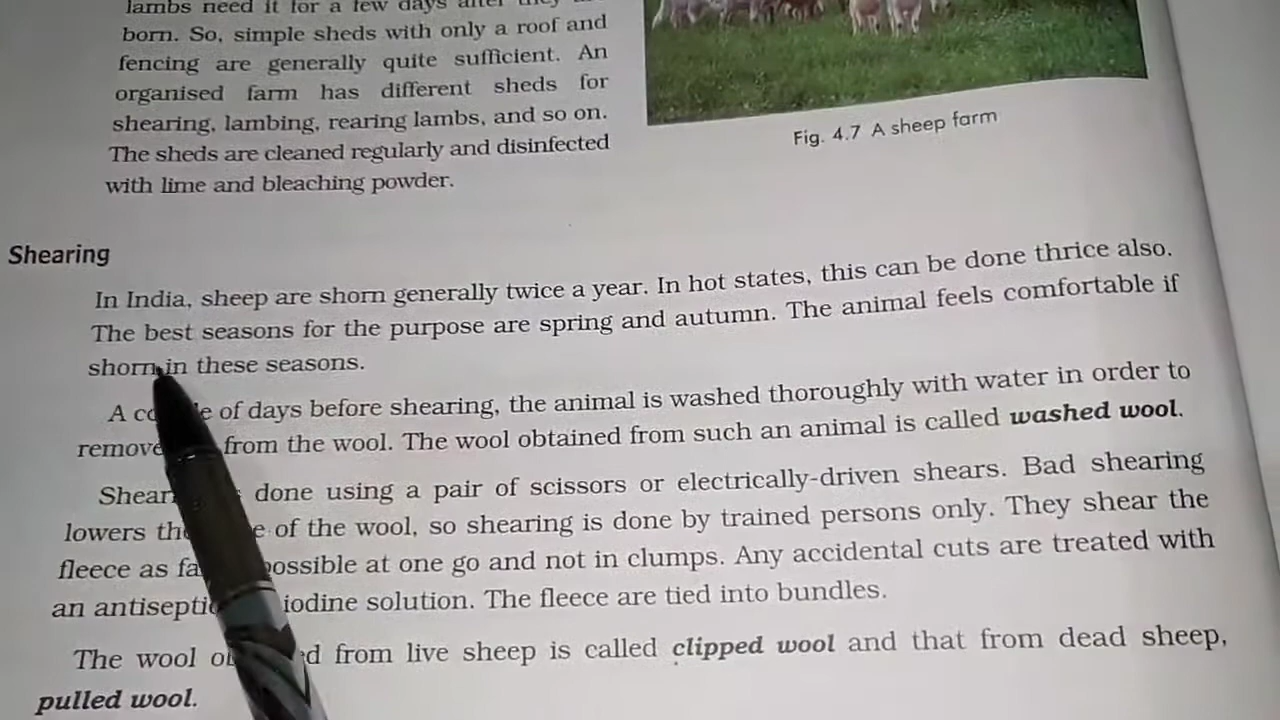 lambs need it for a few days after they
born. So, simple sheds with only a roof and
fencing are generally quite sufficient. An
organised farm has different sheds for
shearing, lambing, rearing lambs, and so on.
The sheds are cleaned regularly and disinfected
with lime and bleaching powder.
Fig. 4.7 A sheep farm
Shearing
In India, sheep are shorn generally twice a year. In hot states, this can be done thrice also.
The best seasons for the purpose are spring and autumn. The animal feels comfortable if
shorn in these seasons.
A of days before shearing, the animal is washed thoroughly with water in order to
remove from the wool. The wool obtained from such an animal is called washed wool.
done using a pair of scissors or electrically-driven shears. Bad shearing
lowers of the wool, so shearing is done by trained persons only. They shear the
fleece as possible at one go and not in clumps. Any accidental cuts are treated with
an iodine solution. The fleece are tied into bundles.
The wool from live sheep is called clipped wool and that from dead sheep,
pulled wool.